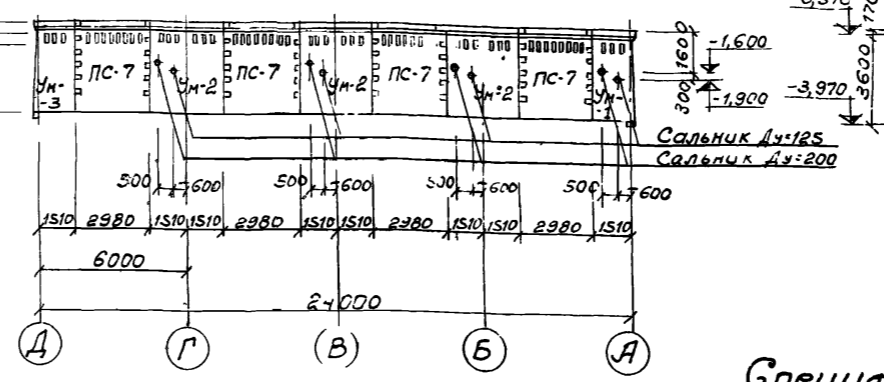 170
-1,600
1600
300
-1,900
-3,970
3600
Ум-
-3
ПС-7
Ум-2
ПС-7
Ум-2
ПС-7
Ум-2
ПС-7
Ум-
-1
Сальник Ду=125
Сальник Ду=200
500 600 500 600 500 600 500 600
1510 2980 1510 1510 2980 1510 1510 2980 1510 1510 2980 1510
6000
24000
Д Г (В) Б А